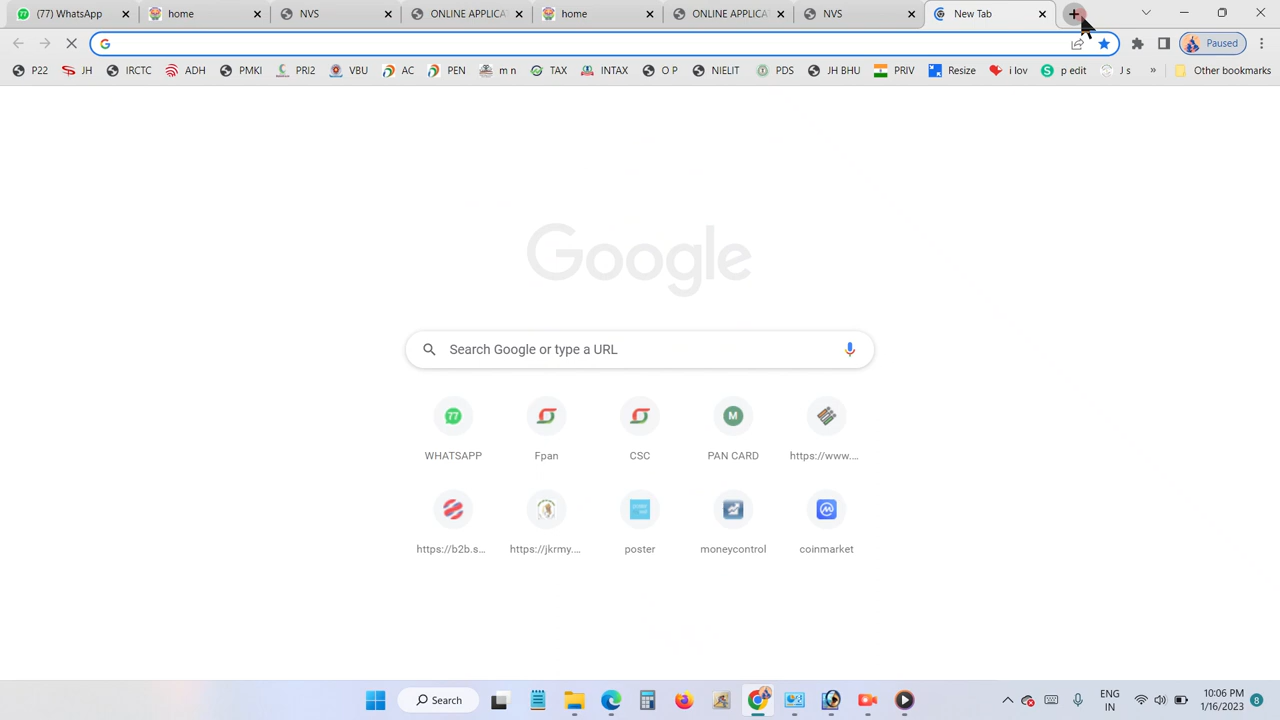 (77) WhatsApp home NVS ONLINE APPLICA home ONLINE APPLICA NVS New Tab
Paused
P22 JH IRCTC ADH PMKI PRI2 VBU AG PEN m n TAX INTAX O P NIELIT PDS JH BHU PRIV Resize i lov p edit J s » Other bookmarks
Google
Search Google or type a URL
WHATSAPP Fpan CSC PAN CARD https://www....
https://b2b.s... https://jkrmy.... poster moneycontrol coinmarket
Search
ENG 10:06 PM
IN 1/16/2023 8